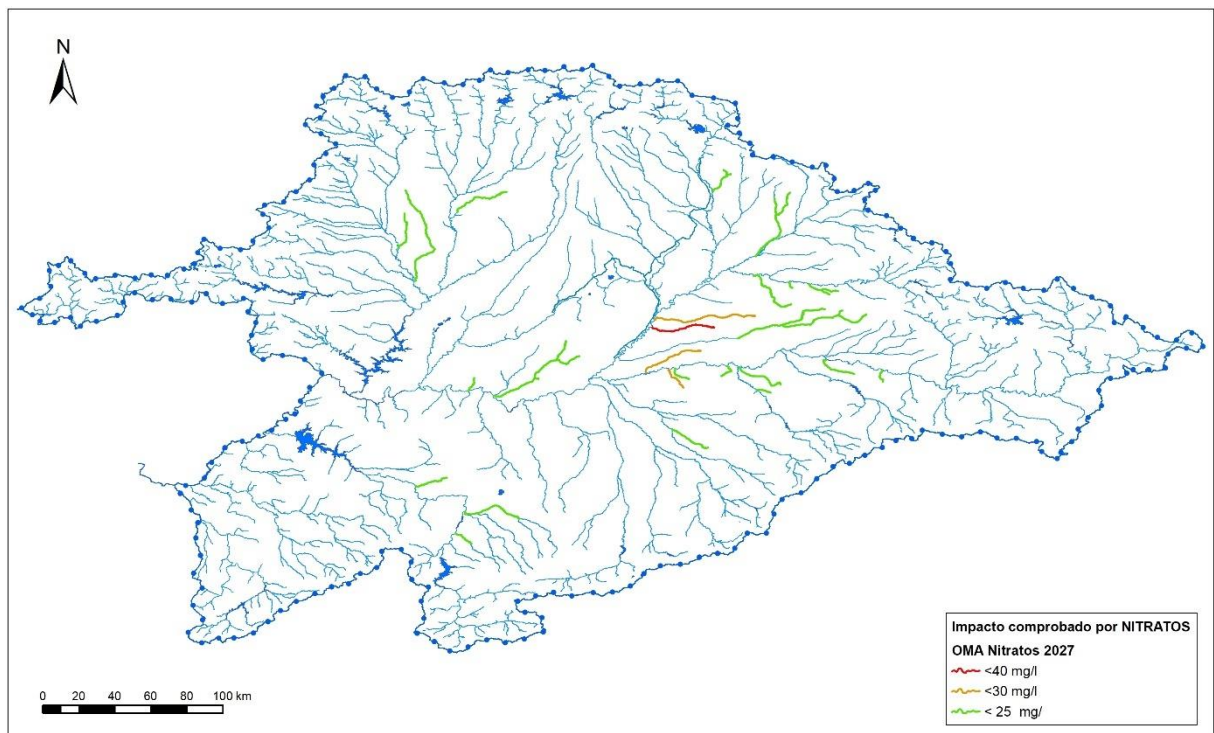 N
0 20 40 60 80 100 km
Impacto comprobado por NITRATOS
OMA Nitratos 2027
<40 mg/l
<30 mg/l
< 25 mg/